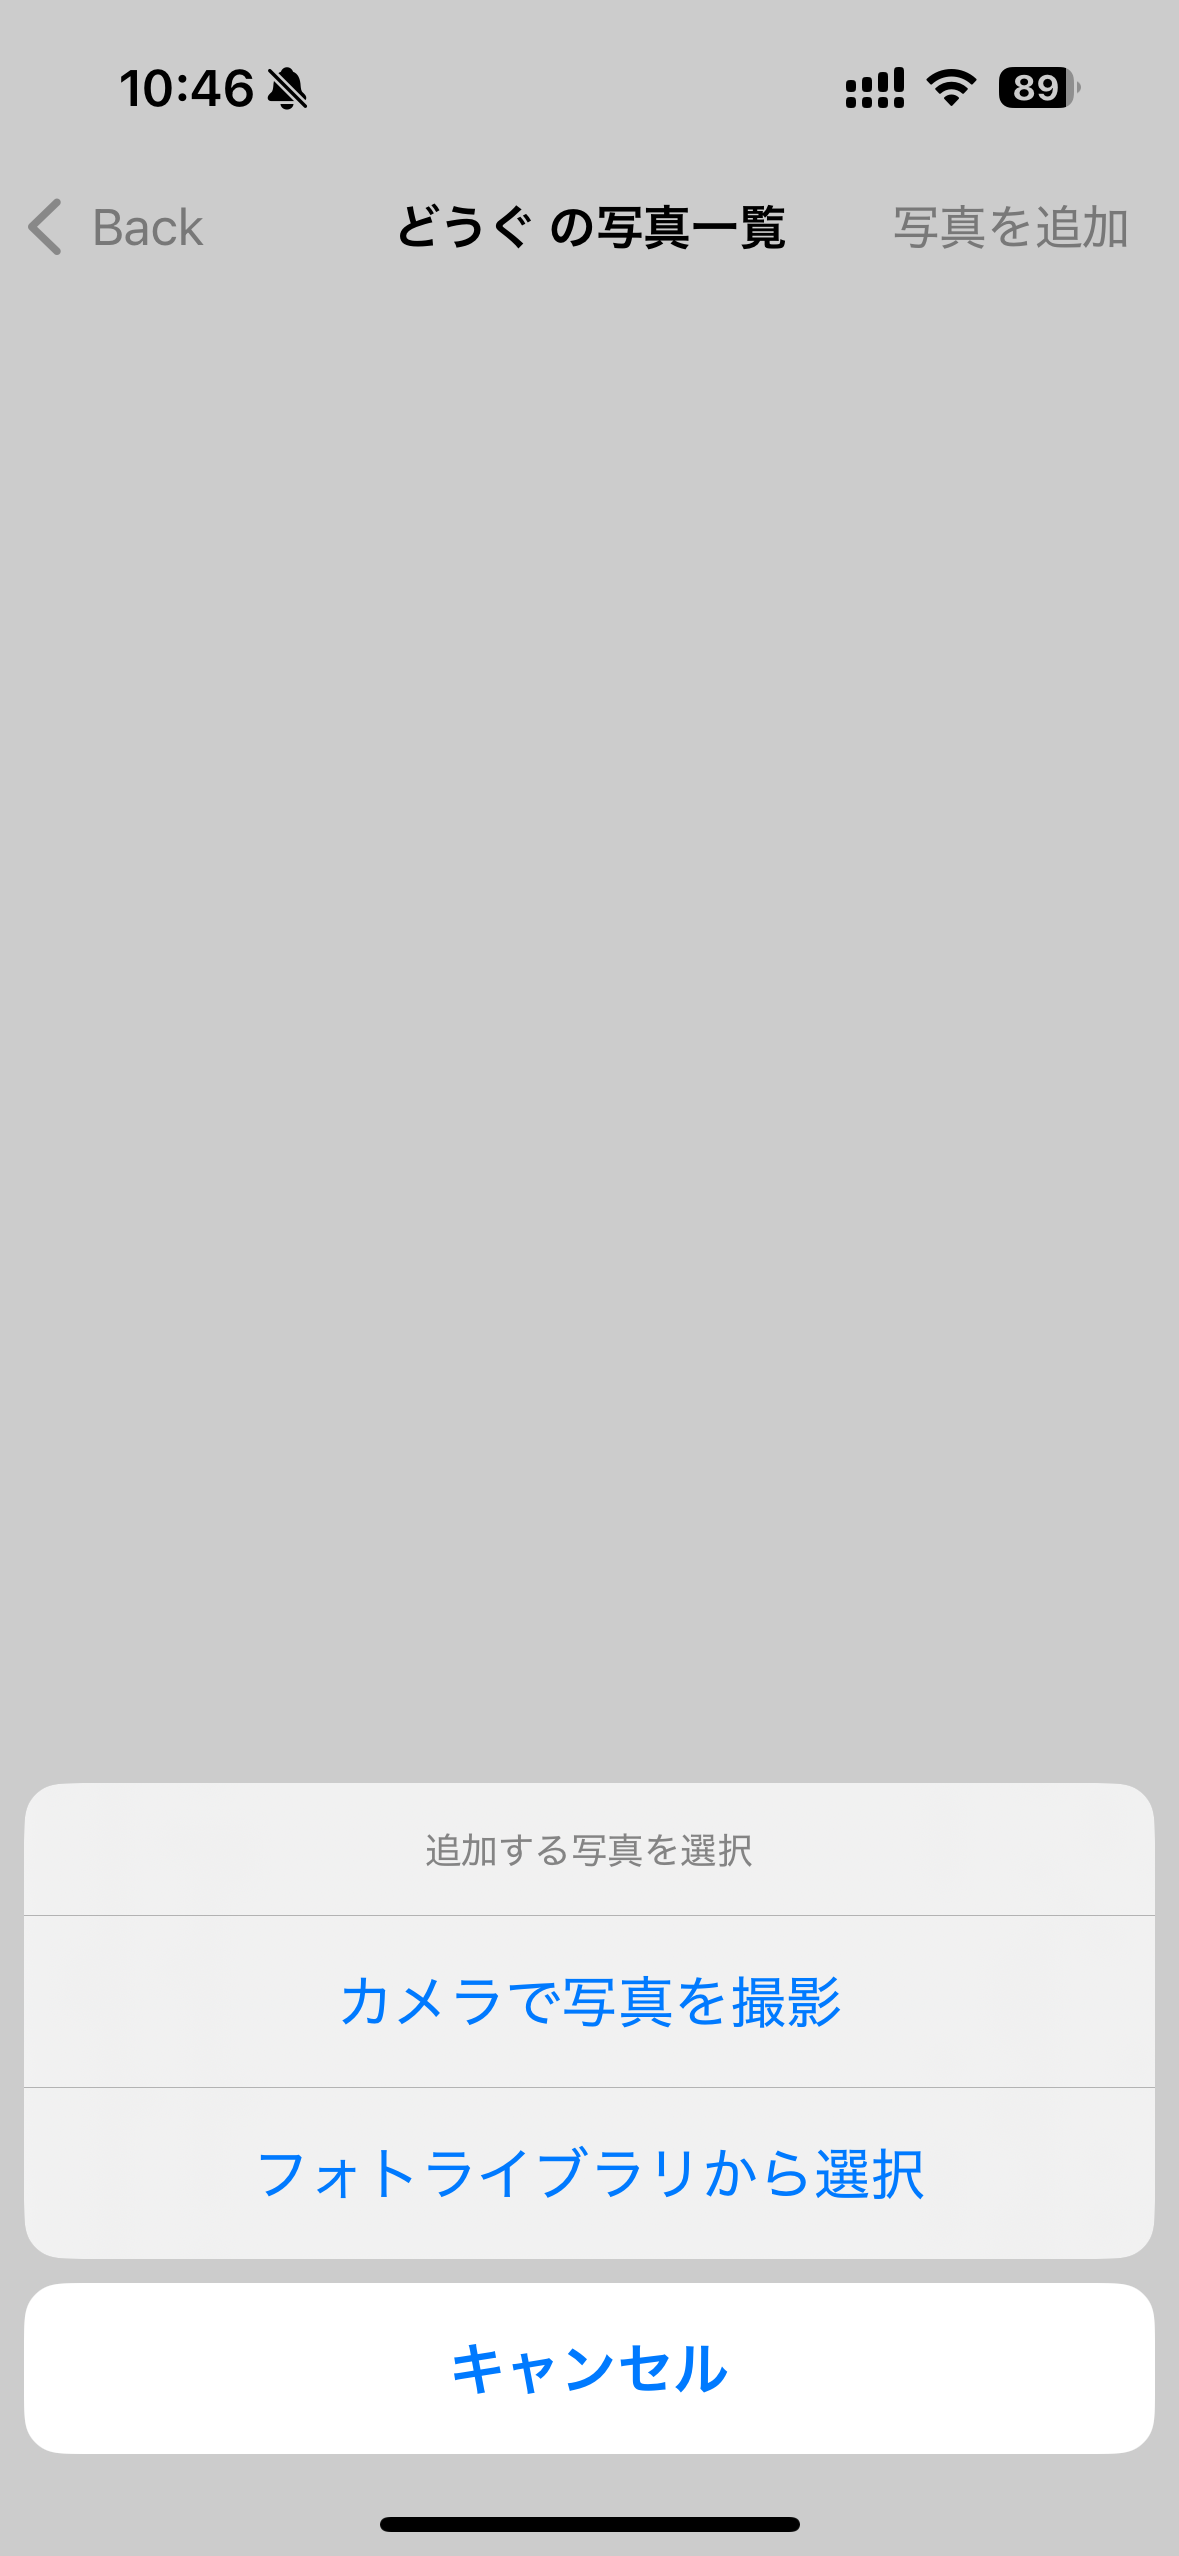 10:46
89
Back
どうぐ の写真一覧
写真を追加
追加する写真を選択
カメラで写真を撮影
フォトライブラリから選択
キャンセル